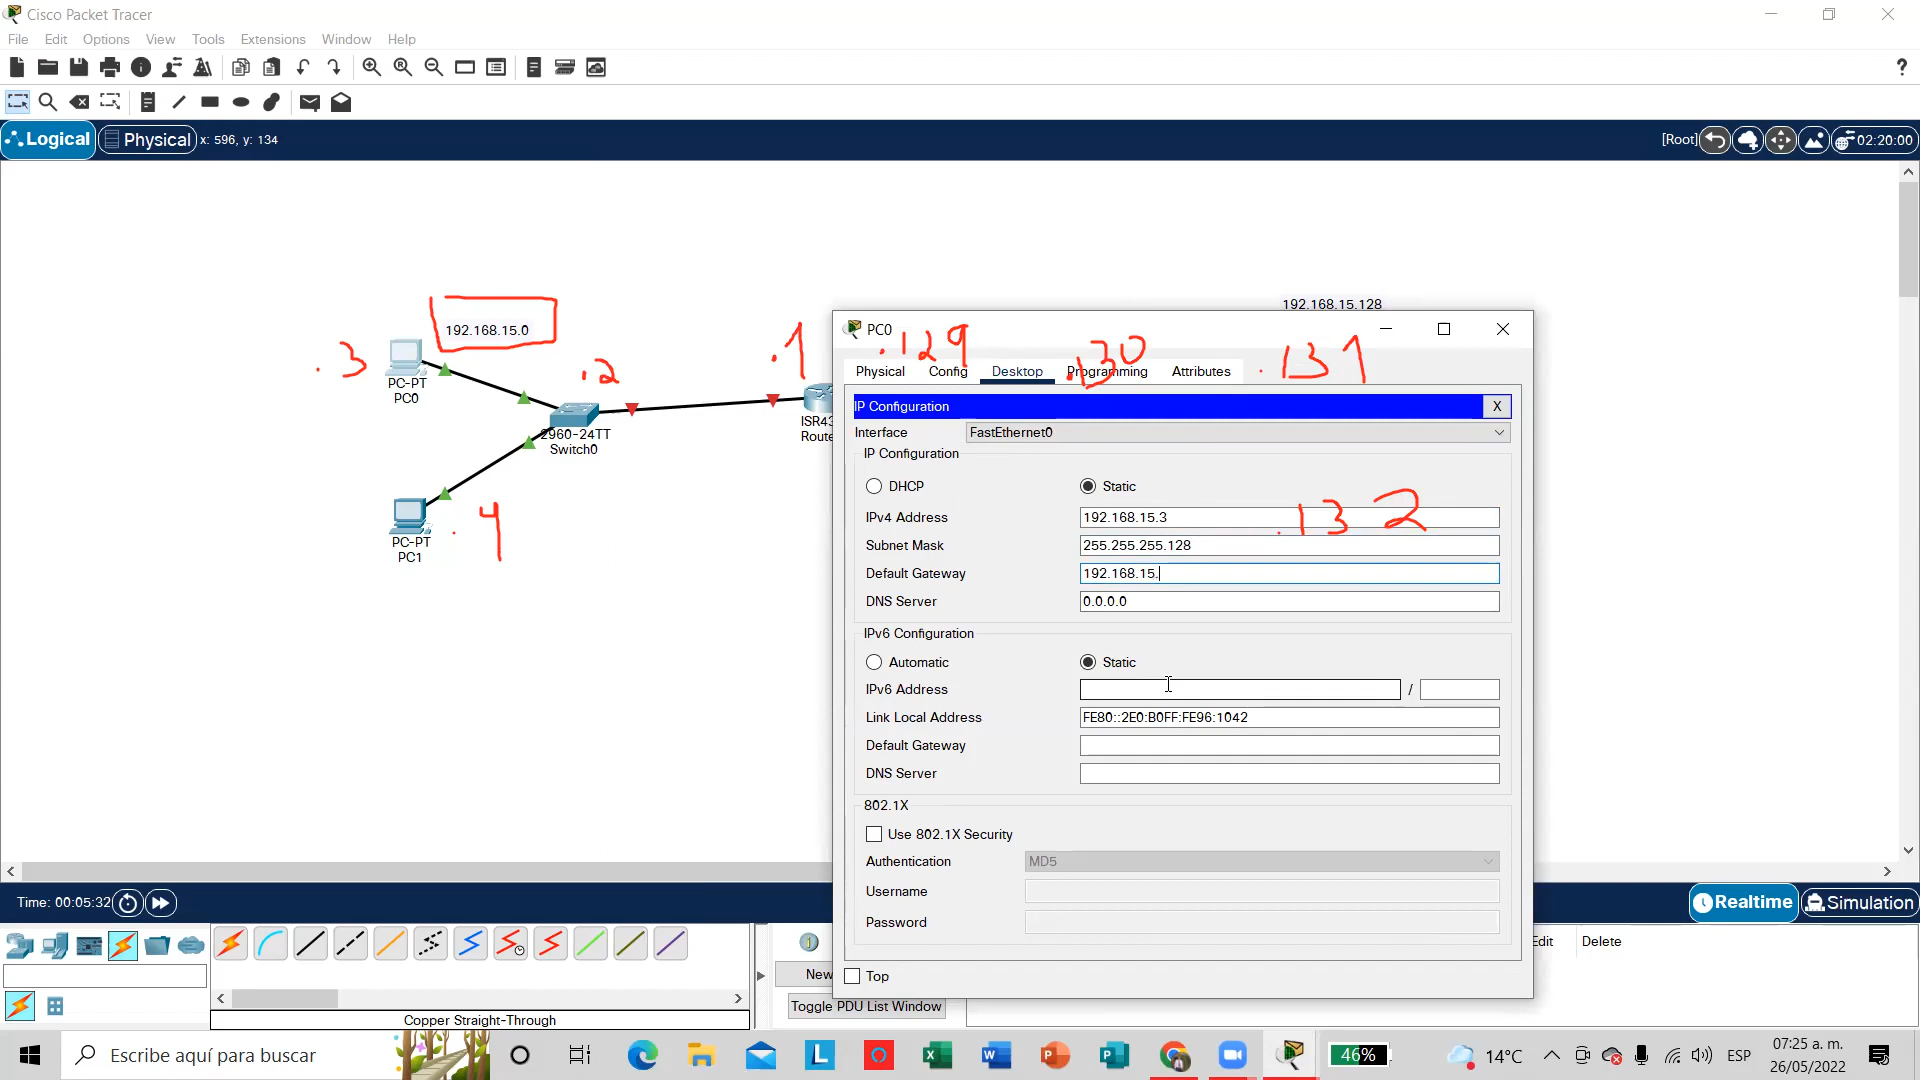 Cisco Packet Tracer
File Edit Options View Tools Extensions Window Help
?
Logical Physical x: 596, y: 134 [Root] 02:20:00
192.168.15.128
192.168.15.0
.3
PC-PT
PC0
.2
2960-24TT
Switch0
.1
ISR43
Route
.4
PC-PT
PC1
PC0
.129 .130 .131
Physical Config Desktop Programming Attributes
IP Configuration X
Interface FastEthernet0
IP Configuration
DHCP Static
IPv4 Address 192.168.15.3
.132
Subnet Mask 255.255.255.128
Default Gateway 192.168.15.
DNS Server 0.0.0.0
IPv6 Configuration
Automatic Static
IPv6 Address /
Link Local Address FE80::2E0:B0FF:FE96:1042
Default Gateway
DNS Server
802.1X
Use 802.1X Security
Authentication MD5
Username
Password
Top
Time: 00:05:32 Realtime Simulation
New Edit Delete
Toggle PDU List Window
Copper Straight-Through
Escribe aquí para buscar 46% 14°C ESP 07:25 a. m.
26/05/2022